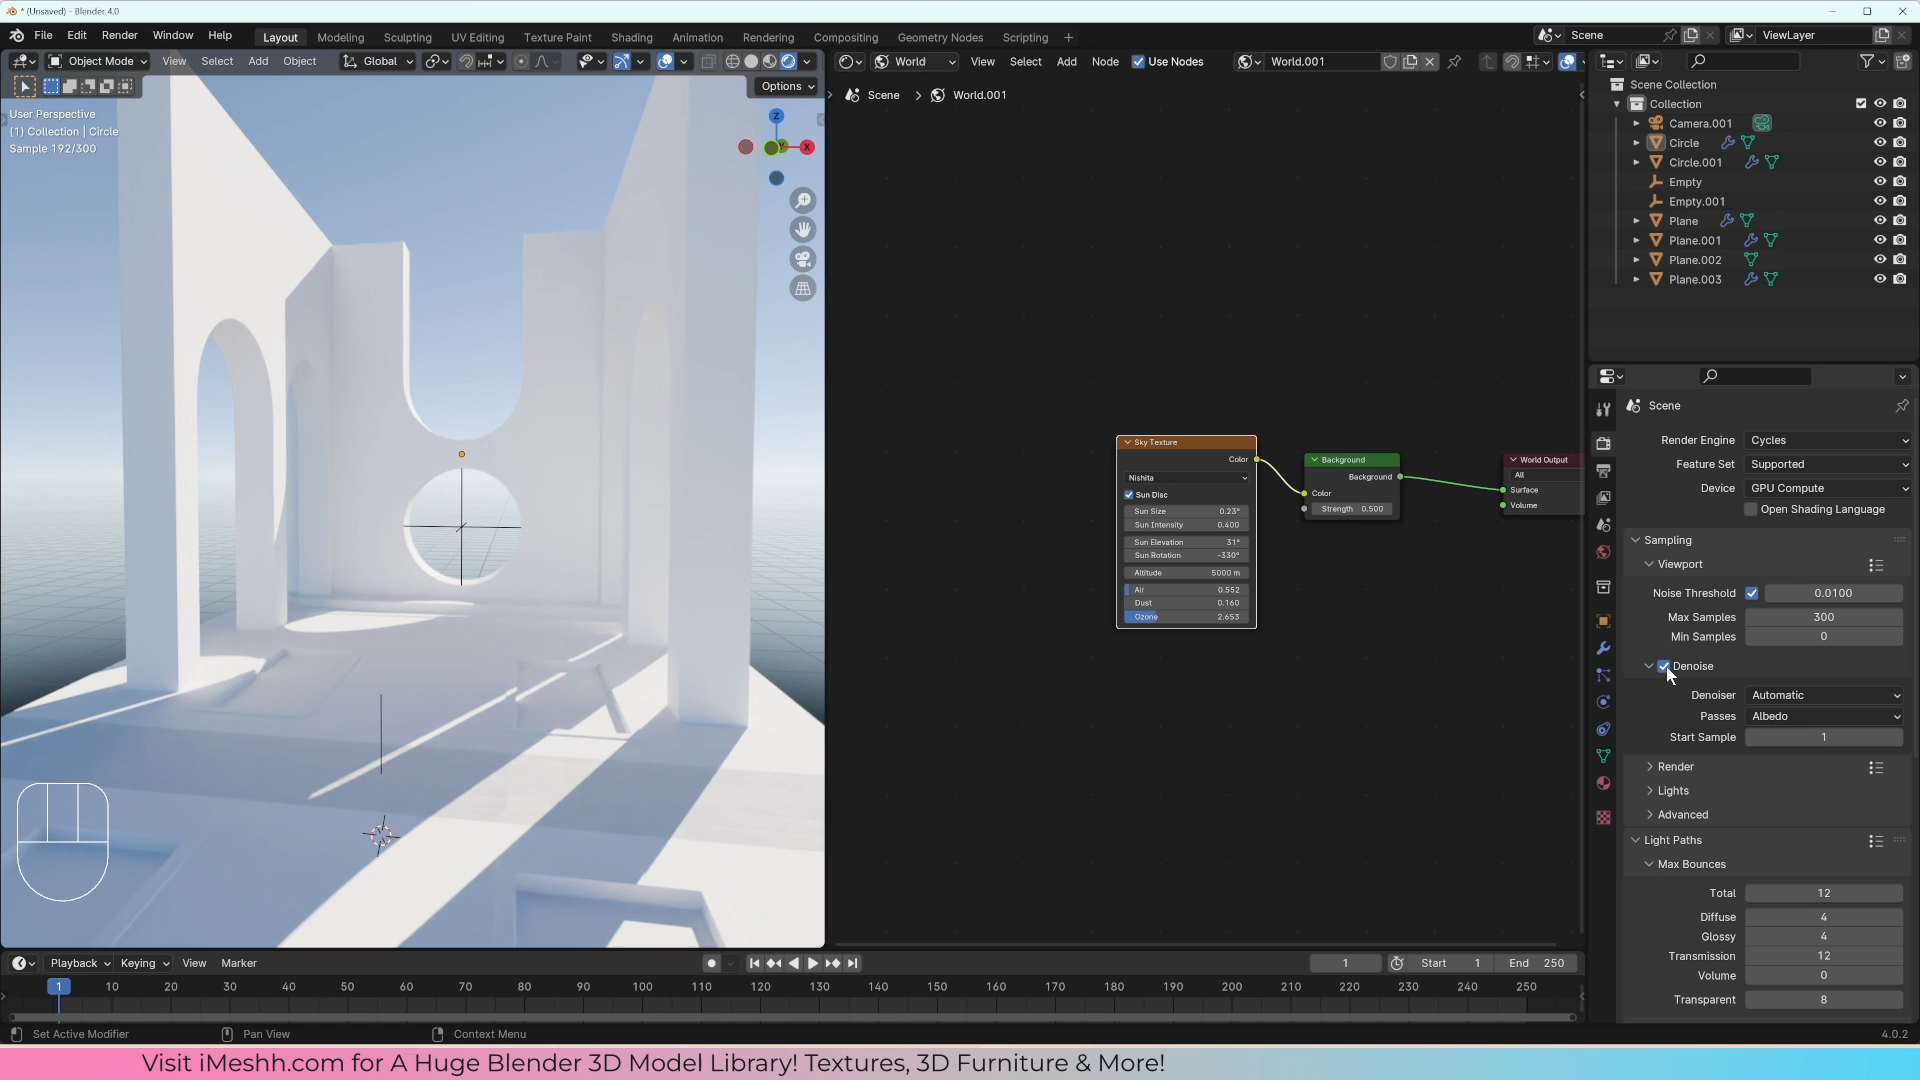 * (Unsaved) - Blender 4.0
File Edit Render Window Help
Layout Modeling Sculpting UV Editing Texture Paint Shading Animation Rendering Compositing Geometry Nodes Scripting +
Scene ViewLayer
Object Mode View Select Add Object Global
Options
User Perspective
(1) Collection | Circle
Sample 192/300
Z
Y
X
World View Select Add Node Use Nodes World.001
Scene > World.001
Sky Texture
Color
Nishita
Sun Disc
Sun Size 0.23°
Sun Intensity 0.400
Sun Elevation 31°
Sun Rotation -330°
Altitude 5000 m
Air 0.552
Dust 0.160
Ozone 2.653
Background
Background
Color
Strength 0.500
World Output
All
Surface
Volume
Scene Collection
Collection
Camera.001
Circle
Circle.001
Empty
Empty.001
Plane
Plane.001
Plane.002
Plane.003
Scene
Render Engine Cycles
Feature Set Supported
Device GPU Compute
Open Shading Language
Sampling
Viewport
Noise Threshold 0.0100
Max Samples 300
Min Samples 0
Denoise
Denoiser Automatic
Passes Albedo
Start Sample 1
Render
Lights
Advanced
Light Paths
Max Bounces
Total 12
Diffuse 4
Glossy 4
Transmission 12
Volume 0
Transparent 8
Playback Keying View Marker
1 Start 1 End 250
1 10 20 30 40 50 60 70 80 90 100 110 120 130 140 150 160 170 180 190 200 210 220 230 240 250
Set Active Modifier Pan View Context Menu
4.0.2
Visit iMeshh.com for A Huge Blender 3D Model Library! Textures, 3D Furniture & More!